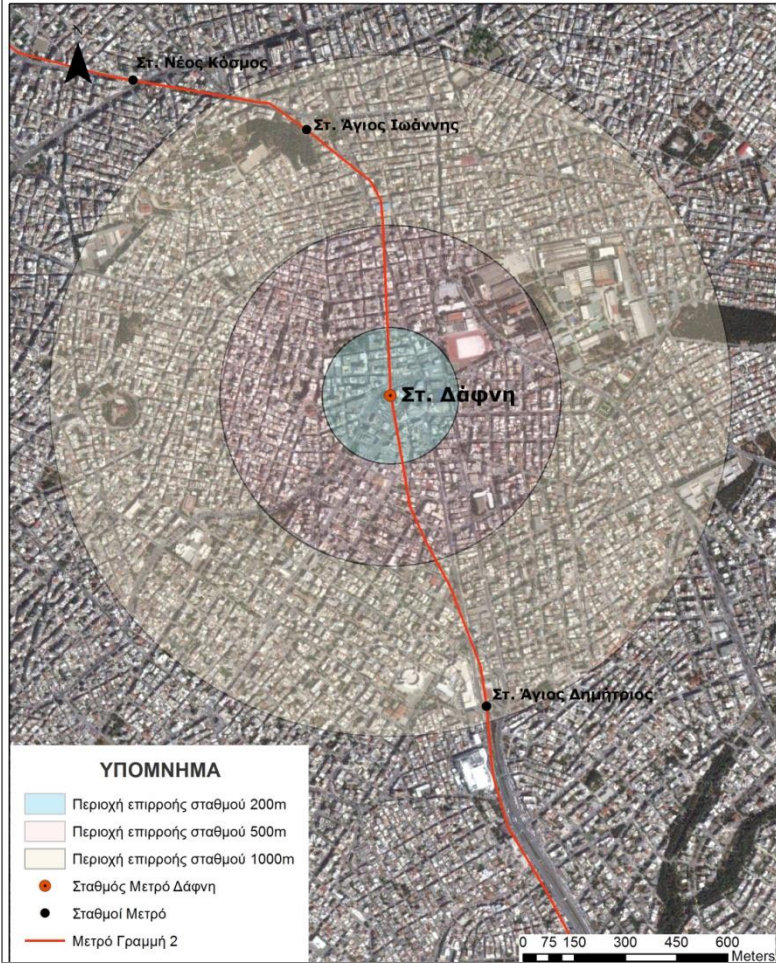 N
Στ. Νέος Κόσμος
Στ. Άγιος Ιωάννης
Στ. Δάφνη
Στ. Άγιος Δημήτριος
ΥΠΟΜΝΗΜΑ
Περιοχή επιρροής σταθμού 200m
Περιοχή επιρροής σταθμού 500m
Περιοχή επιρροής σταθμού 1000m
Σταθμός Μετρό Δάφνη
Σταθμοί Μετρό
Μετρό Γραμμή 2
0 75 150 300 450 600
Meters